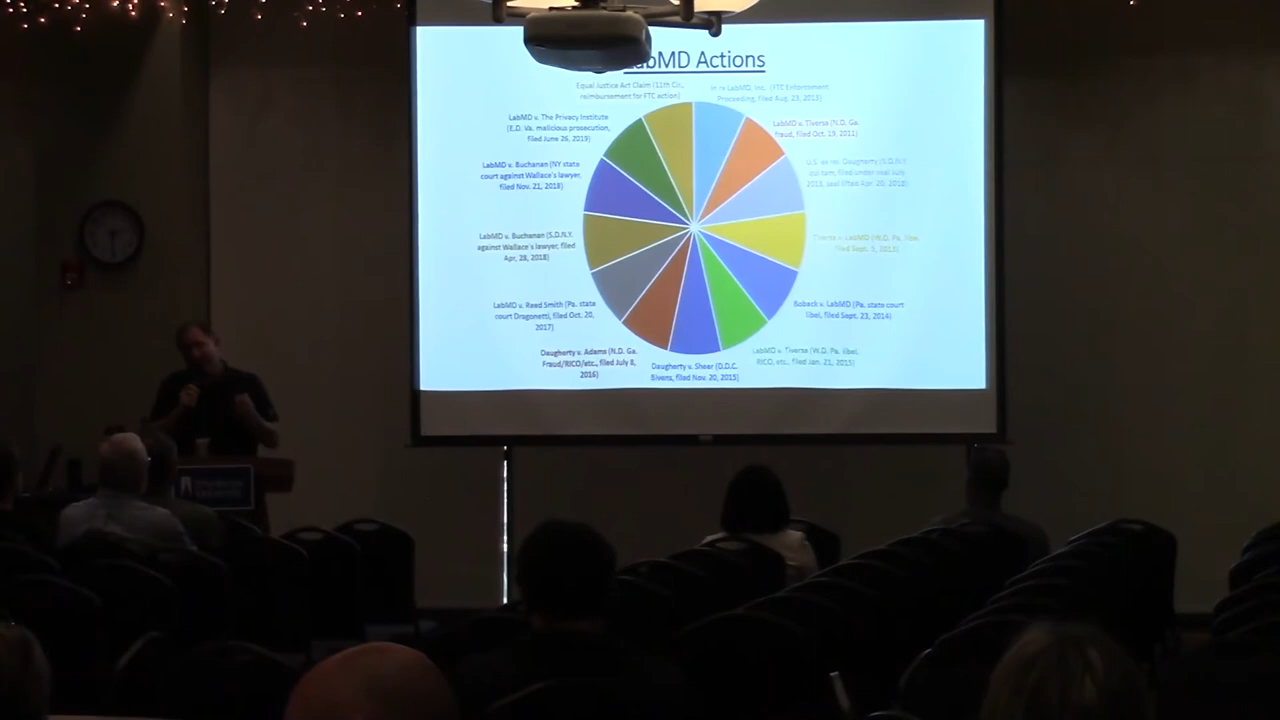 LabMD Actions
Equal Justice Act Claim (11th Cir.,
reimbursement for FTC action)
In re LabMD, Inc. (FTC Enforcement
Proceeding, filed Aug. 23, 2013)
LabMD v. The Privacy Institute
(E.D. Va. malicious prosecution,
filed June 26, 2019)
LabMD v. Tiversa (N.D. Ga.
fraud, filed Oct. 19, 2011)
LabMD v. Buchanan (NY state
court against Wallace's lawyer,
filed Nov. 21, 2018)
U.S. ex rel. Daugherty (S.D.N.Y.
qui tam, filed under seal July
2013, seal lifted Apr. 20, 2018)
LabMD v. Buchanan (S.D.N.Y.
against Wallace's lawyer, filed
Apr. 28, 2018)
Tiversa v. LabMD (W.D. Pa. libel,
filed Sept. 5, 2013)
LabMD v. Reed Smith (Pa. state
court Dragonetti, filed Oct. 20,
2017)
Boback v. LabMD (Pa. state court
libel, filed Sept. 23, 2014)
Daugherty v. Adams (N.D. Ga.
Fraud/RICO/etc., filed July 8,
2016)
Daugherty v. Sheer (D.D.C.
Bivens, filed Nov. 20, 2015)
LabMD v. Tiversa (W.D. Pa. libel,
RICO, etc., filed Jan. 21, 2015)